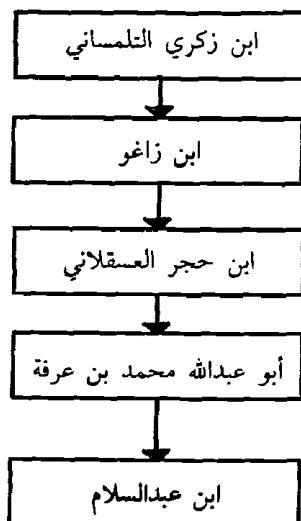 ابن زكري التلمساني
ابن زاغو
ابن حجر العسقلاني
أبو عبدالله محمد بن عرفة
ابن عبدالسلام